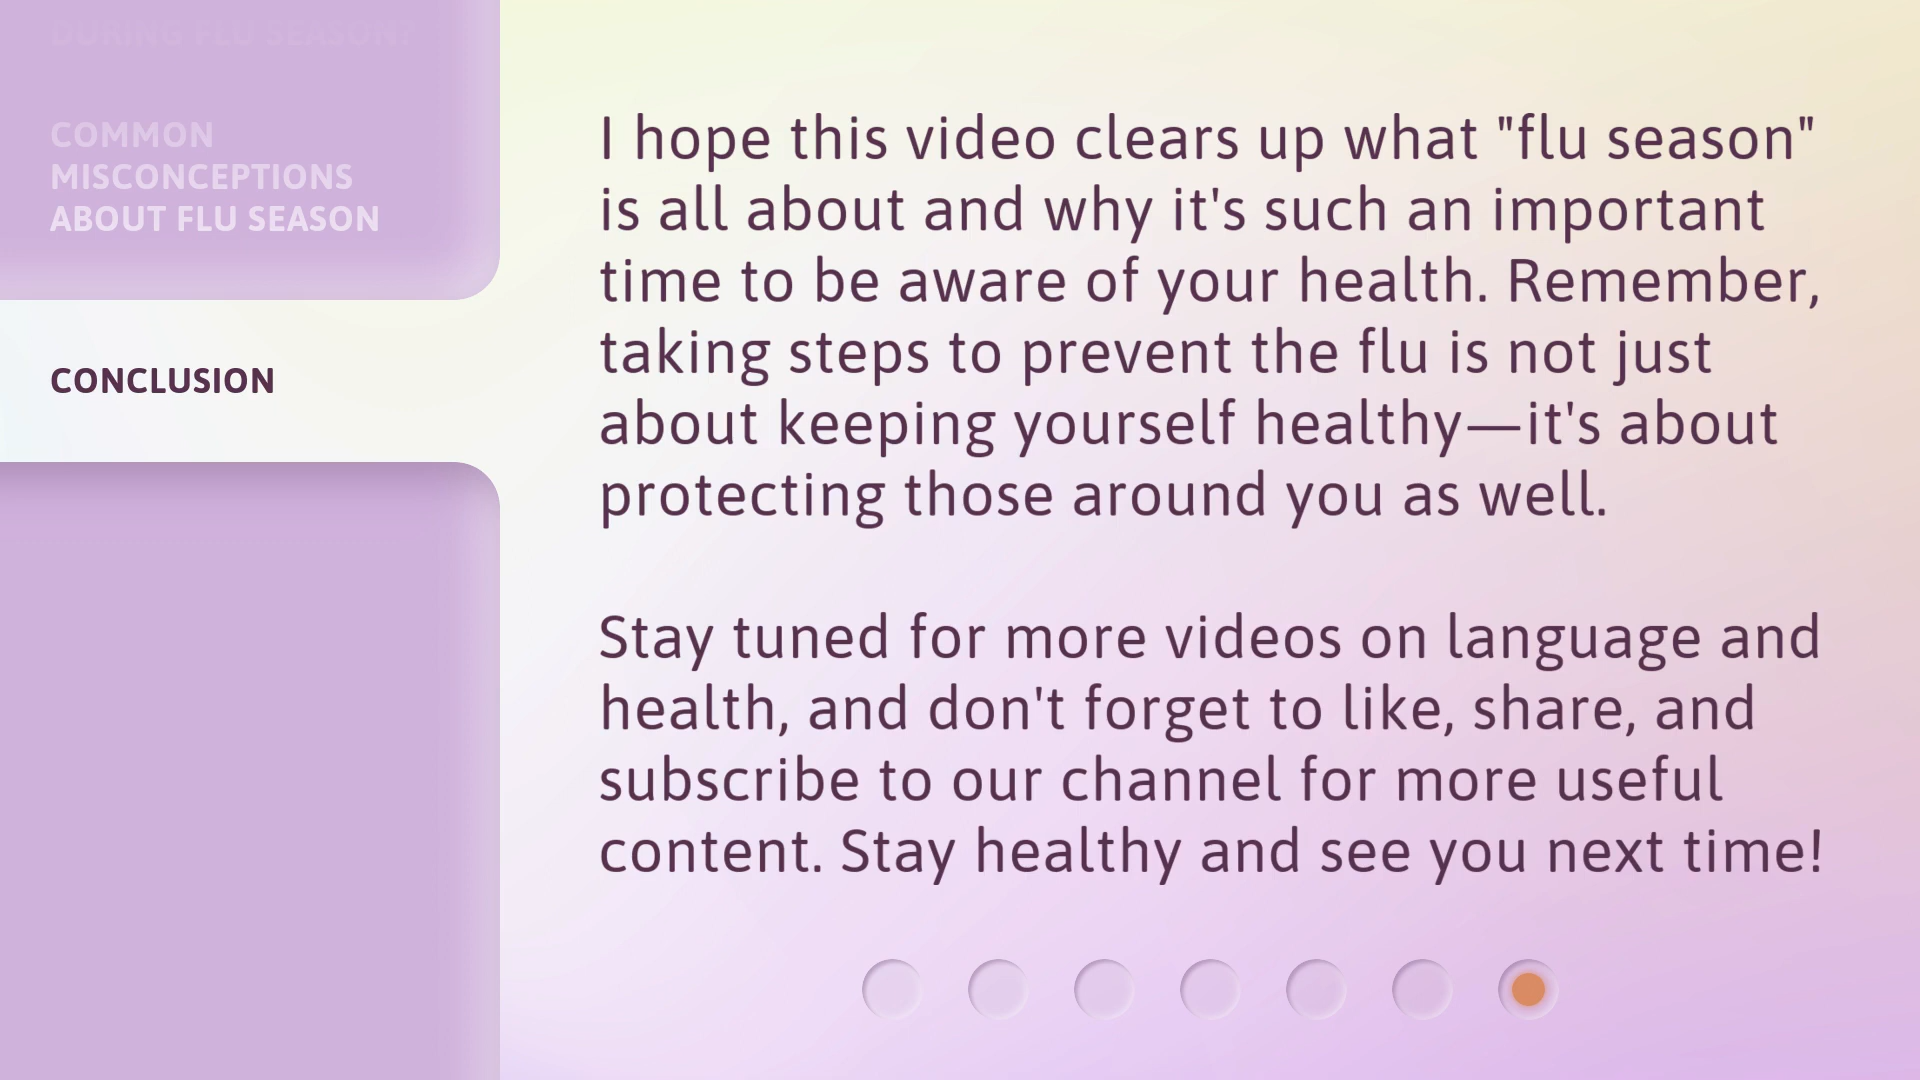 DURING FLU SEASON?
COMMON
MISCONCEPTIONS
ABOUT FLU SEASON
CONCLUSION
I hope this video clears up what "flu season"
is all about and why it's such an important
time to be aware of your health. Remember,
taking steps to prevent the flu is not just
about keeping yourself healthy—it's about
protecting those around you as well.
Stay tuned for more videos on language and
health, and don't forget to like, share, and
subscribe to our channel for more useful
content. Stay healthy and see you next time!